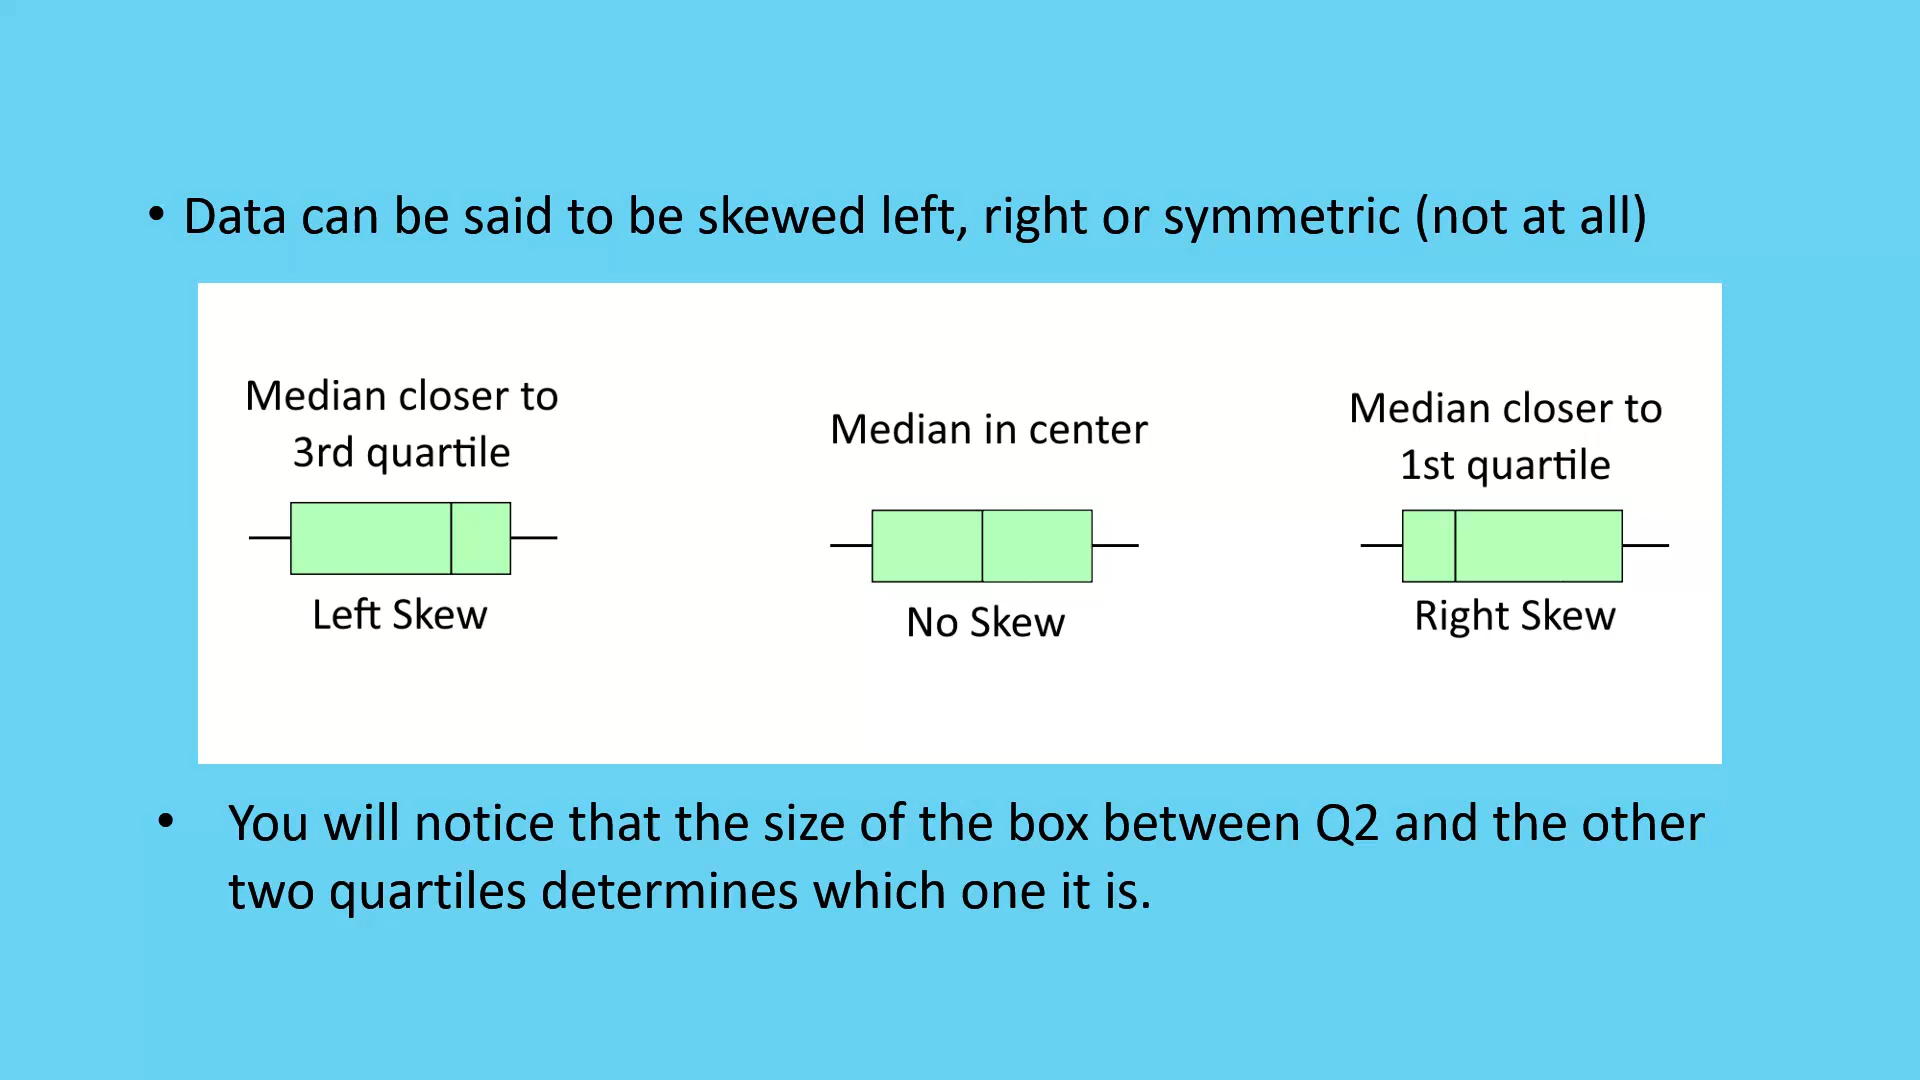 • Data can be said to be skewed left, right or symmetric (not at all)
Median closer to
3rd quartile
Left Skew
Median in center
No Skew
Median closer to
1st quartile
Right Skew
• You will notice that the size of the box between Q2 and the other
two quartiles determines which one it is.